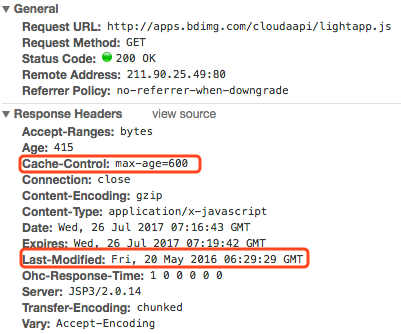 General
Request URL: http://apps.bdimg.com/cloudaapi/lightapp.js
Request Method: GET
Status Code: 200 OK
Remote Address: 211.90.25.49:80
Referrer Policy: no-referrer-when-downgrade
Response Headers view source
Accept-Ranges: bytes
Age: 415
Cache-Control: max-age=600
Connection: close
Content-Encoding: gzip
Content-Type: application/x-javascript
Date: Wed, 26 Jul 2017 07:16:43 GMT
Expires: Wed, 26 Jul 2017 07:19:42 GMT
Last-Modified: Fri, 20 May 2016 06:29:29 GMT
Ohc-Response-Time: 1 0 0 0 0 0
Server: JSP3/2.0.14
Transfer-Encoding: chunked
Vary: Accept-Encoding